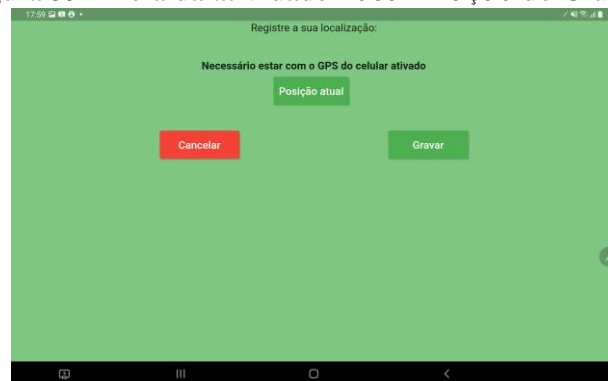 17:59
Registre a sua localização:
Necessário estar com o GPS do celular ativado
Posição atual
Cancelar
Gravar